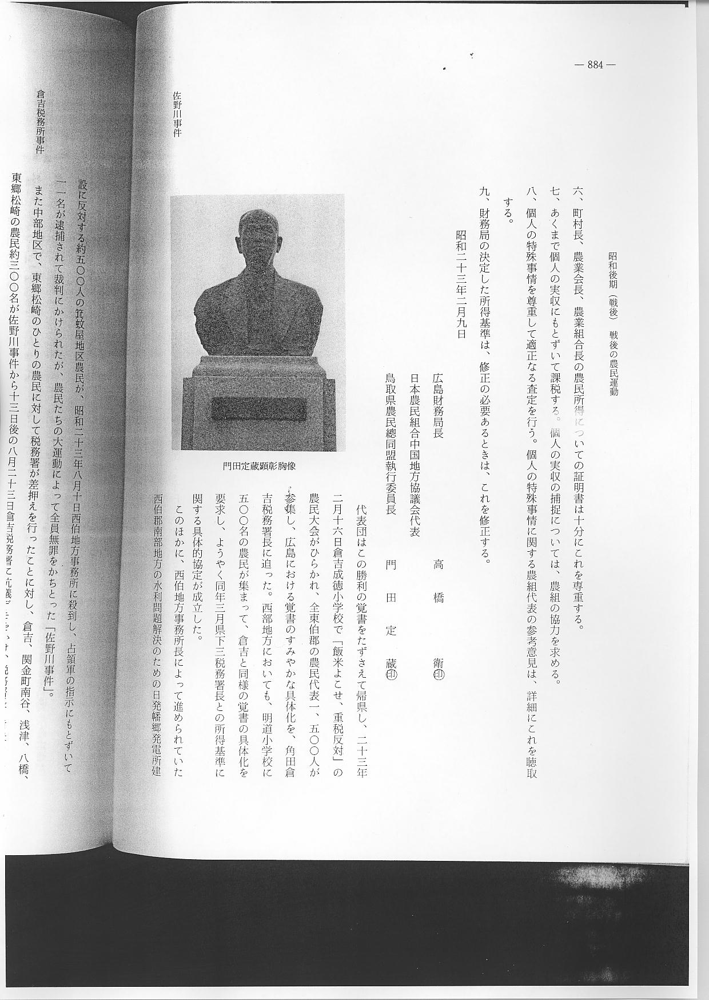 — 884 —
昭和後期（戦後）　戦後の農民運動
六、町村長、農業会長、農業組合長の農民所得についての証明書は十分にこれを専重する。
七、あくまで個人の実収にもとずいて課税する。個人の実収の捕捉については、農組の協力を求める。
八、個人の特殊事情を尊重して適正なる査定を行う。個人の特殊事情に関する農組代表の参考意見は、詳細にこれを聴取
する。
九、財務局の決定した所得基準は、修正の必要あるときは、これを修正する。
昭和二十三年二月九日
広島財務局長　高橋　衛㊞
日本農民組合中国地方協議会代表
鳥取県農民總同盟執行委員長　門田定蔵㊞
代表団はこの勝利の覚書をたずさえて帰県し、二十三年
二月十六日倉吉成徳小学校で「飯米よこせ、重税反対」の
農民大会がひらかれ、全東伯郡の農民代表一、五〇〇人が
参集し、広島における覚書のすみやかな具体化を、角田倉
吉税務署長に迫った。西部地方においても、明道小学校に
五〇〇名の農民が集まって、倉吉と同様の覚書の具体化を
要求し、ようやく同年三月県下三税務署長との所得基準に
関する具体的協定が成立した。
門田定蔵顕彰胸像
佐野川事件
このほかに、西伯地方事務所長によって進められていた
西伯郡南部地方の水利問題解決のための日発幡郷発電所建
設に反対する約五〇〇人の箕蚊屋地区農民が、昭和二十三年八月十日西伯地方事務所に殺到し、占領軍の指示にもとずいて
一一名が逮捕されて裁判にかけられたが、農民たちの大運動によって全員無罪をかちとった「佐野川事件」。
倉吉税務所事件
また中部地区で、東郷松崎のひとりの農民に対して税務署が差押えを行ったことに対し、倉吉、関金町南谷、浅津、八橋、
東郷松崎の農民約三〇〇名が佐野川事件から十三日後の八月二十三日倉吉税務署に抗議